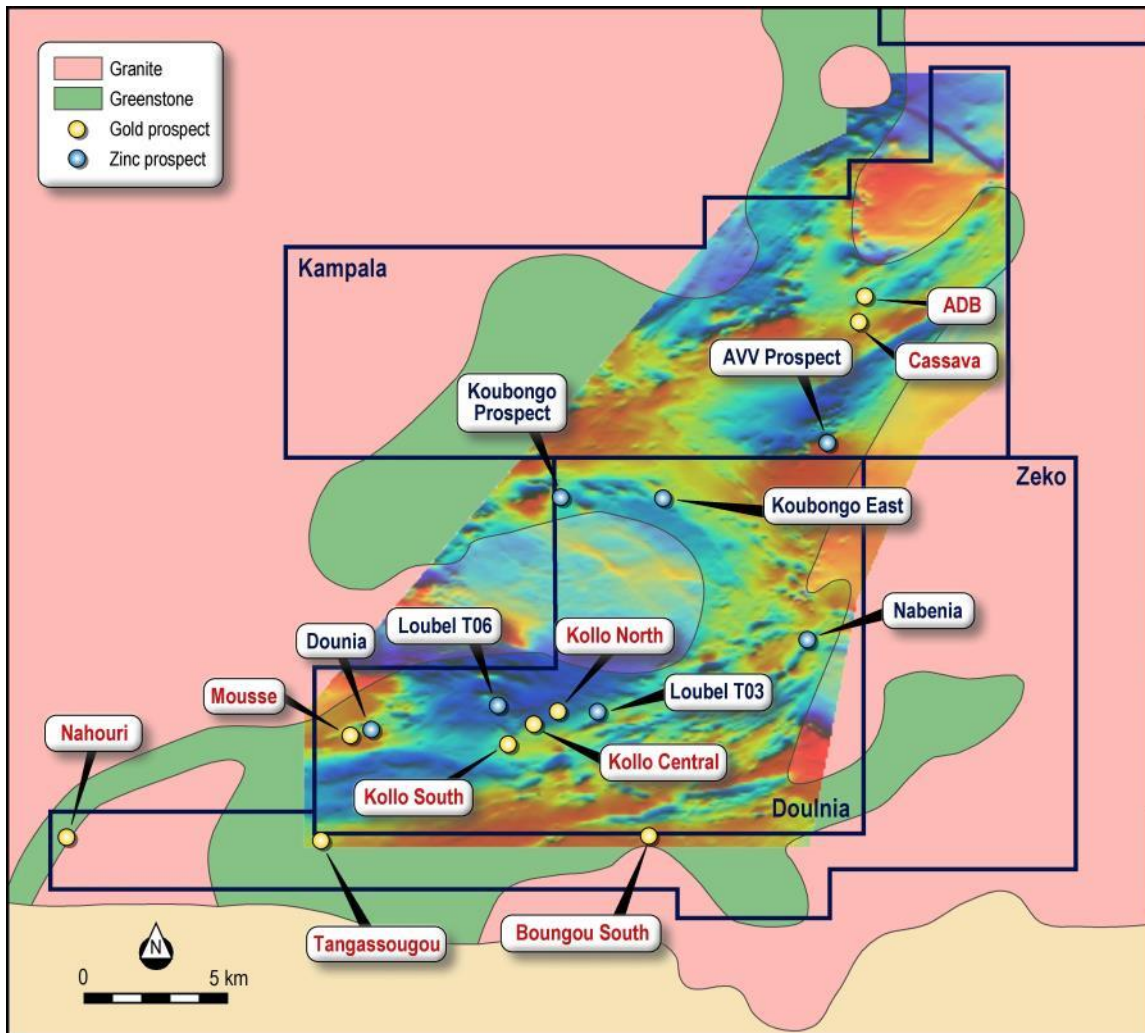 Granite
Greenstone
Gold prospect
Zinc prospect
Kampala
ADB
Cassava
AVV Prospect
Koubongo
Prospect
Zeko
Koubongo East
Nabenia
Loubel T06
Kollo North
Dounia
Loubel T03
Mousse
Nahouri
Kollo Central
Kollo South
Doulnia
Boungou South
Tangassougou
N
0
5 km